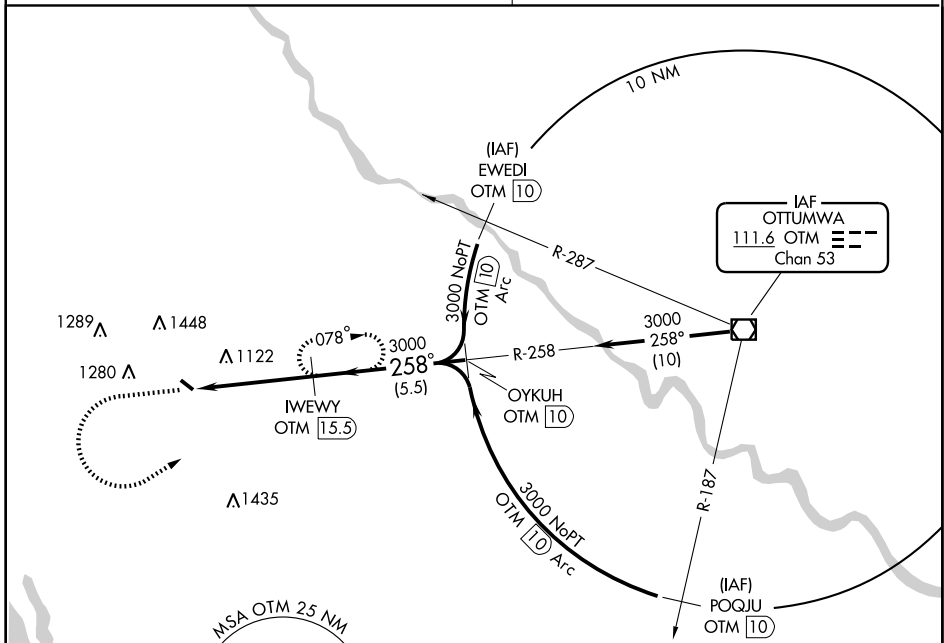 10 NM
(IAF)
EWEDI
OTM 10
IAF
OTTUMWA
111.6 OTM
Chan 53
R-287
3000 NoPT
OTM 10 Arc
1289
1448
078°
3000
258°
(5.5)
R-258
3000
258°
(10)
1122
1280
IWEWY
OTM 15.5
OYKUH
OTM 10
1435
3000 NoPT
OTM 10 Arc
R-187
(IAF)
POQJU
OTM 10
MSA OTM 25 NM